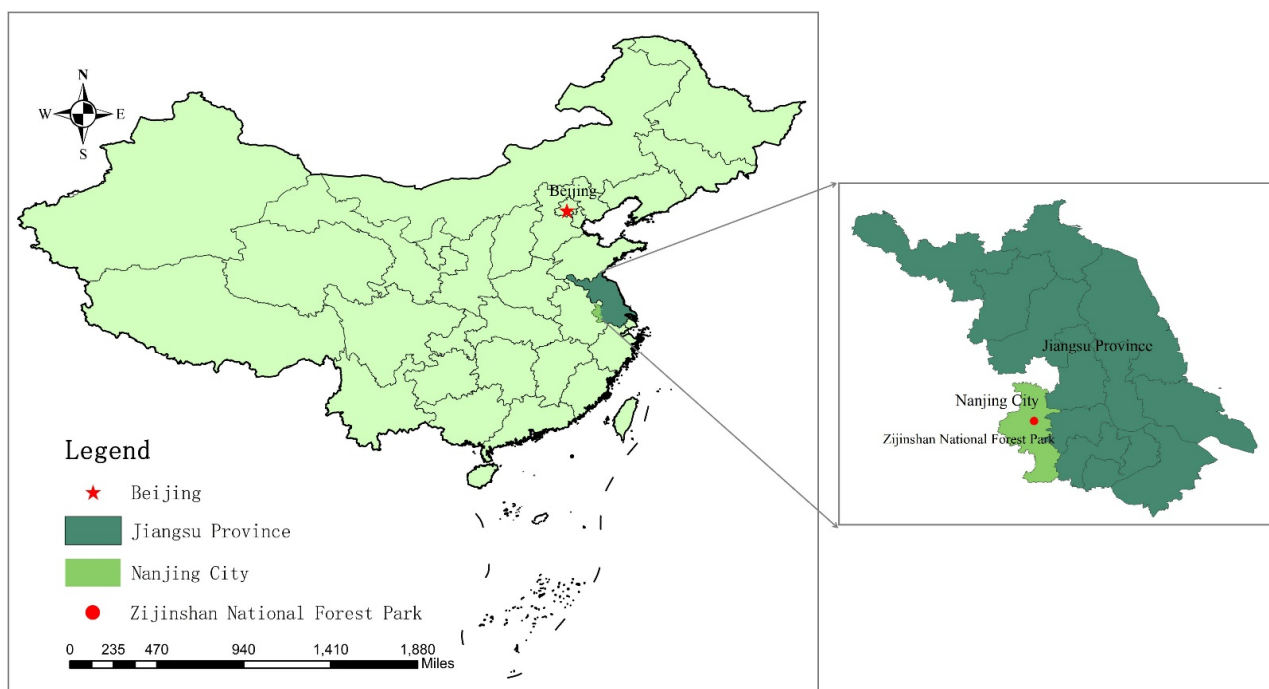 N
W E
S
Beijing
Legend
Beijing
Jiangsu Province
Nanjing City
Zijinshan National Forest Park
0 235 470 940 1,410 1,880
Miles
Jiangsu Province
Nanjing City
Zijinshan National Forest Park